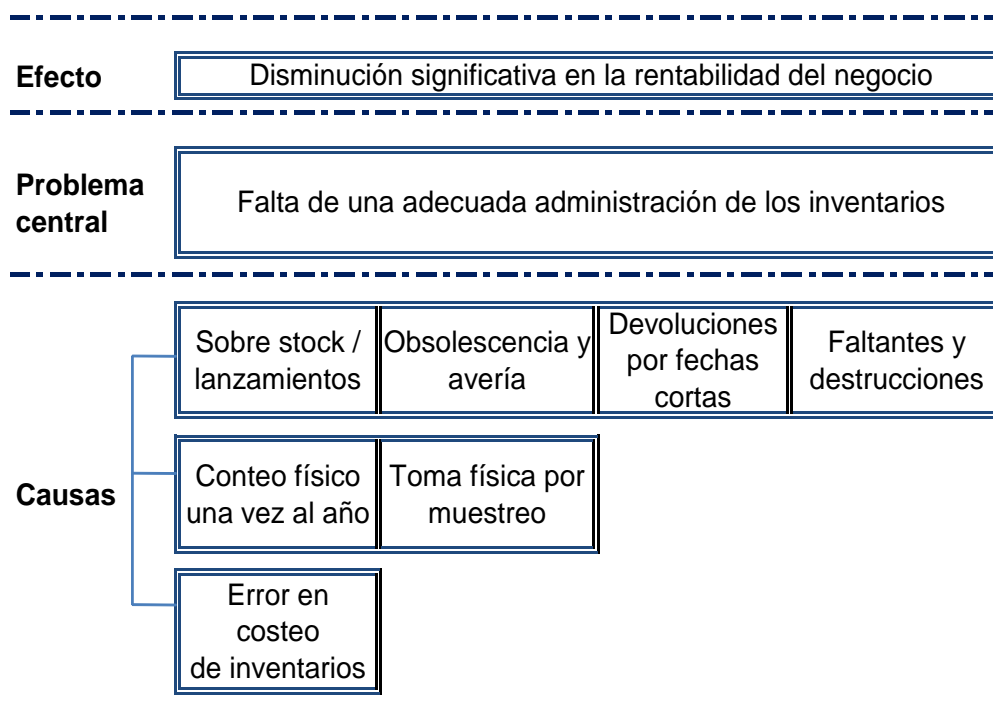 Efecto
Disminución significativa en la rentabilidad del negocio
Problema
central
Falta de una adecuada administración de los inventarios
Causas
Sobre stock /
lanzamientos
Obsolescencia y
avería
Devoluciones
por fechas
cortas
Faltantes y
destrucciones
Conteo físico
una vez al año
Toma física por
muestreo
Error en
costeo
de inventarios